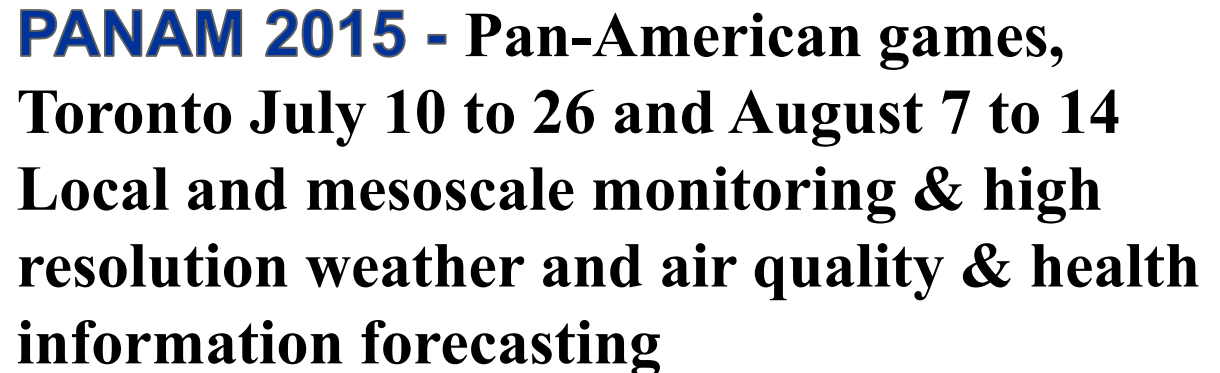 PANAM 2015 - Pan-American games,
Toronto July 10 to 26 and August 7 to 14
Local and mesoscale monitoring & high
resolution weather and air quality & health
information forecasting